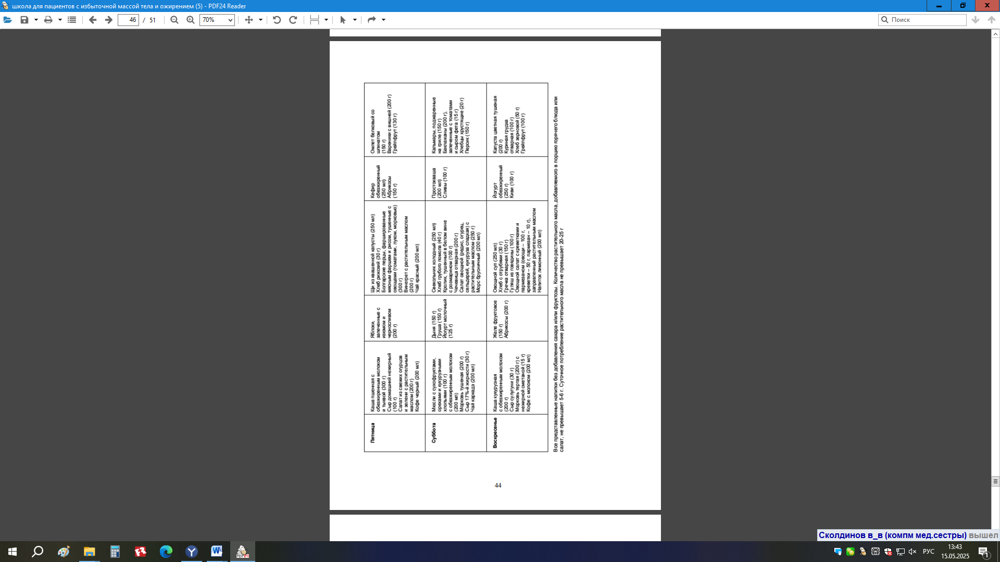 школа для пациентов с избыточной массой тела и ожирением (5) - PDF24 Reader
46 / 51
70%
Поиск
Пятница
Каша пшенная с
обезжиренным молоком
и тыквой (300 г)
Сыр домашний нежирный
(100 г)
Салат из свежих огурцов
и зелени с растительным
маслом (200 г)
Кофе черный (200 мл)
Яблоки,
запеченные с
изюмом и
черносливом
(200 г)
Щи из квашенной капусты (250 мл)
Хлеб рижский (30 г)
Болгарские перцы, фаршированные
мясным фаршем и рисом, тушенные с
овощами (томатами, луком, морковью)
(300 г)
Винегрет с растительным маслом
(200 г)
Чай красный (200 мл)
Кефир
обезжиренный
(250 мл)
Абрикосы
(150 г)
Омлет белковый со
шпинатом
(150 г)
Вареники с вишней (200 г)
Грейпфрут (130 г)
Суббота
Мюсли с сухофруктами,
орехами и кукурузными
хлопьями (100 г)
с обезжиренным молоком
(200 мл)
Морковь тушеная (200 г)
Сыр 17%-й жирности (30 г)
Чай каркадэ (200 мл)
Дыня (150 г)
Груша (150 г)
Йогурт молочный
(125 г)
Свекольник холодный (250 мл)
Хлеб грубого помола (40 г)
Кролик, тушенный в белом вине
с розмарином (100 г)
Чечевица отварная (200 г)
Салат овощной (редис, огурец,
сельдерей, кукуруза сладкая) с
растительным маслом (250 г)
Морс брусничный (200 мл)
Простокваша
(200 мл)
Сливы (100 г)
Кальмары, поджаренные
на гриле (150 г)
Баклажаны (200 г),
запеченные с томатами
и сыром фета (15 г)
Хлебцы хрустящие (20 г)
Персик (150 г)
Воскресенье
Каша кукурузная
с обезжиренным молоком
(200 г)
Сыр сулугуни (30 г)
Морковь тертая (200 г) с
нежирной сметаной (15 г)
Кофе с молоком (200 мл)
Желе фруктовое
(150 г)
Абрикосы (200 г)
Овощной суп (250 мл)
Хлеб с отрубями (30 г)
Гречка отварная (150 г)
Гуляш из говядины (100 г)
Овощной салат с креветками и
пармезаном (овощи – 100 г,
креветки – 50 г, пармезан – 10 г),
заправленный растительным маслом
Напиток лимонный (200 мл)
Йогурт
обезжиренный
(250 г)
Киви (100 г)
Капуста цветная тушеная
(200 г)
Куриная грудка
отварная (100 г)
Хлеб зерновой (50 г)
Грейпфрут (100 г)
Все представленные напитки без добавления сахара и/или фруктозы. Количество растительного масла, добавляемого в порцию горячего блюда или
салат, не превышает 5-6 г. Суточное потребление растительного масла не превышает 20-25 г
44
Сколдинов в_в (компм мед.сестры) вышел
РУС
13:43
15.05.2025
1
PDF24